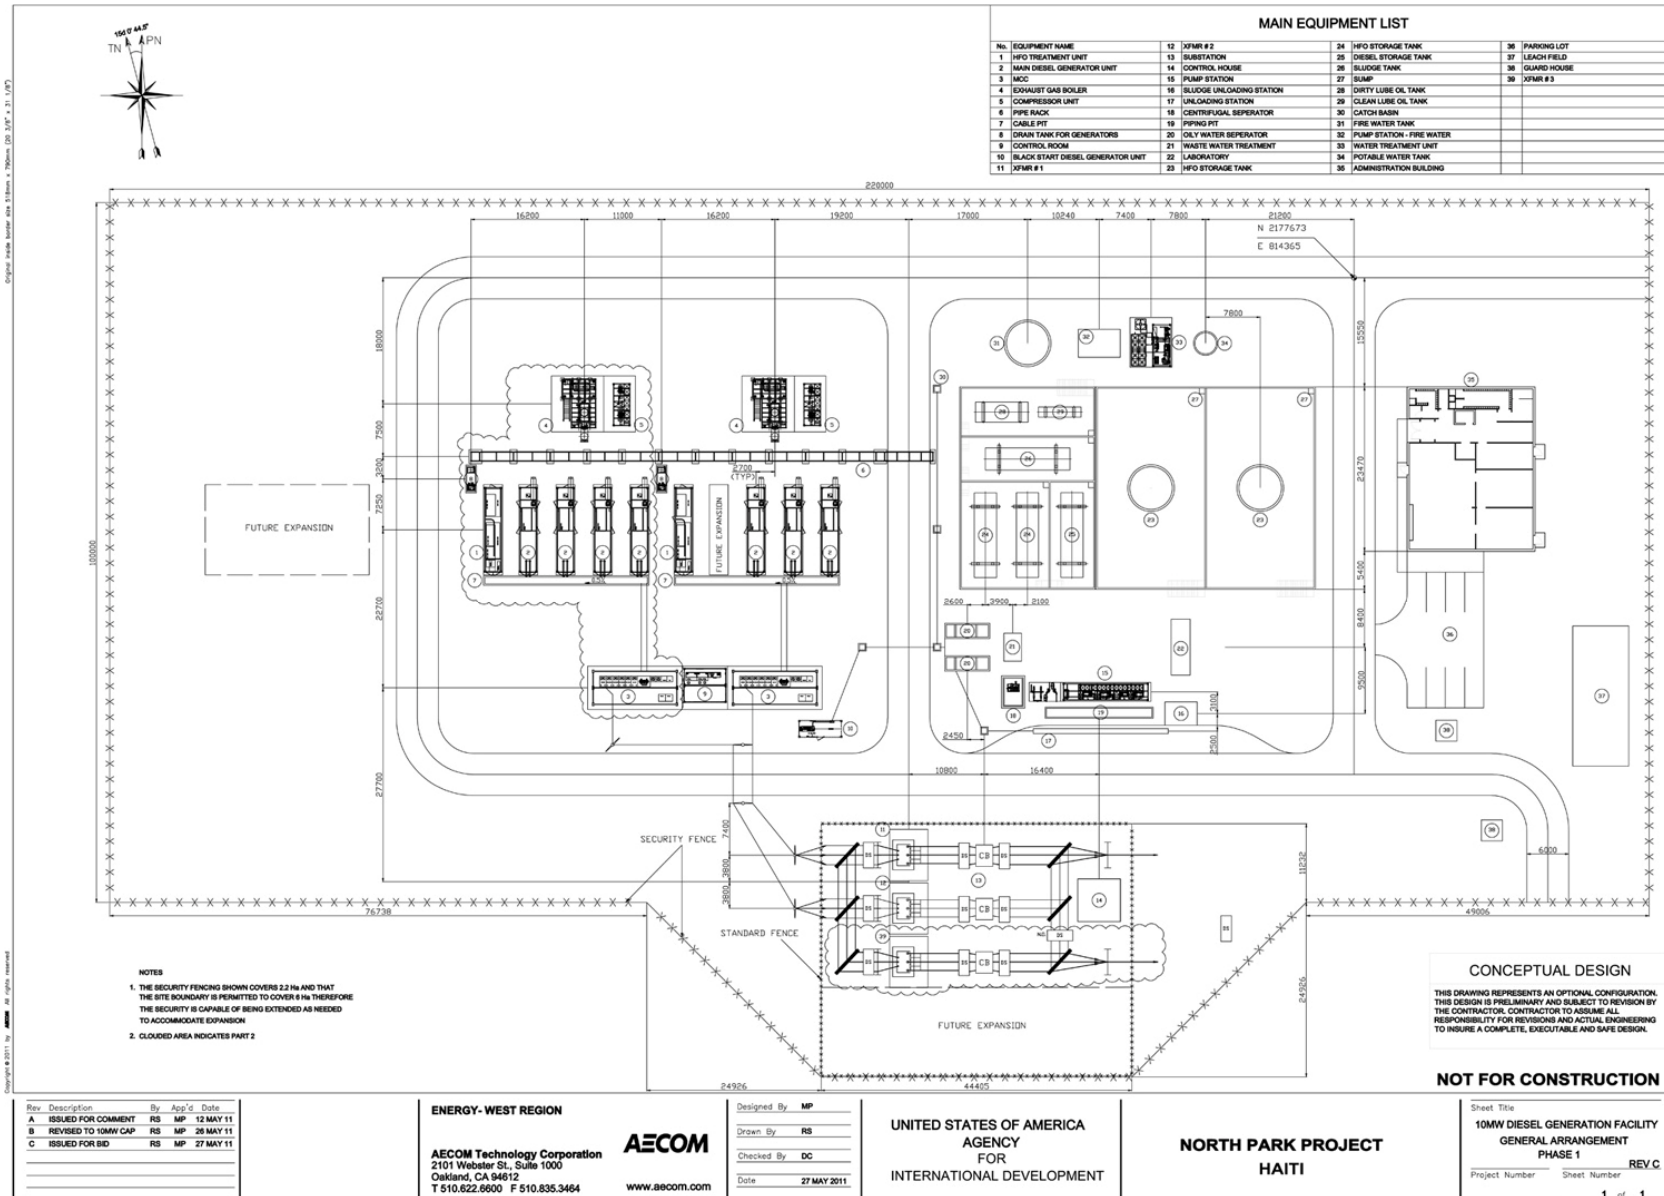 MAIN EQUIPMENT LIST
No. EQUIPMENT NAME
1 HFO TREATMENT UNIT
2 MAIN DIESEL GENERATOR UNIT
3 MCC
4 EXHAUST GAS BOILER
5 COMPRESSOR UNIT
6 PIPE RACK
7 CABLE PIT
8 DRAIN TANK FOR GENERATORS
9 CONTROL ROOM
10 BLACK START DIESEL GENERATOR UNIT
11 XFMR # 1
12 XFMR # 2
13 SUBSTATION
14 CONTROL HOUSE
15 PUMP STATION
16 SLUDGE UNLOADING STATION
17 UNLOADING STATION
18 CENTRIFUGAL SEPERATOR
19 PIPING PIT
20 OILY WATER SEPERATOR
21 WASTE WATER TREATMENT
22 LABORATORY
23 HFO STORAGE TANK
24 HFO STORAGE TANK
25 DIESEL STORAGE TANK
26 SLUDGE TANK
27 SUMP
28 DIRTY LUBE OIL TANK
29 CLEAN LUBE OIL TANK
30 CATCH BASIN
31 FIRE WATER TANK
32 PUMP STATION - FIRE WATER
33 WATER TREATMENT UNIT
34 POTABLE WATER TANK
35 ADMINISTRATION BUILDING
36 PARKING LOT
37 LEACH FIELD
38 GUARD HOUSE
39 XFMR # 3
TN PN
220000
16200 11000 16200 19200 17000 10240 7400 7800 21200
N 2177673
E 814365
18000
7500
3200
7250
22700
27700
100000
7800
15550
23470
5400
8400
9500
2700
(TYP)
FUTURE EXPANSION
FUTURE EXPANSION
2600 3900 2100
3100
2500
2450
10800 16400
7400
3800
3800
SECURITY FENCE
STANDARD FENCE
DS CB DS
DS CB DS
DS CB DS
6000
11232
24926
76738
49006
FUTURE EXPANSION
24926
44405
NOTES
1. THE SECURITY FENCING SHOWN COVERS 2.2 Ha AND THAT
THE SITE BOUNDARY IS PERMITTED TO COVER 8 Ha THEREFORE
THE SECURITY IS CAPABLE OF BEING EXTENDED AS NEEDED
TO ACCOMMODATE EXPANSION
2. CLOUDED AREA INDICATES PART 2
CONCEPTUAL DESIGN
THIS DRAWING REPRESENTS AN OPTIONAL CONFIGURATION.
THIS DESIGN IS PRELIMINARY AND SUBJECT TO REVISION BY
THE CONTRACTOR. CONTRACTOR TO ASSUME ALL
RESPONSIBILITY FOR REVISIONS AND ACTUAL ENGINEERING
TO INSURE A COMPLETE, EXECUTABLE AND SAFE DESIGN.
NOT FOR CONSTRUCTION
Rev Description By App'd Date
A ISSUED FOR COMMENT RS MP 12 MAY 11
B REVISED TO 10MW CAP RS MP 26 MAY 11
C ISSUED FOR BID RS MP 27 MAY 11
ENERGY- WEST REGION
AECOM Technology Corporation
2101 Webster St., Suite 1000
Oakland, CA 94612
T 510.622.6600 F 510.835.3464
AECOM
www.aecom.com
Designed By MP
Drawn By RS
Checked By DC
Date 27 MAY 2011
UNITED STATES OF AMERICA
AGENCY
FOR
INTERNATIONAL DEVELOPMENT
NORTH PARK PROJECT
HAITI
Sheet Title
10MW DIESEL GENERATION FACILITY
GENERAL ARRANGEMENT
PHASE 1
REV C
Project Number Sheet Number
1 of 1